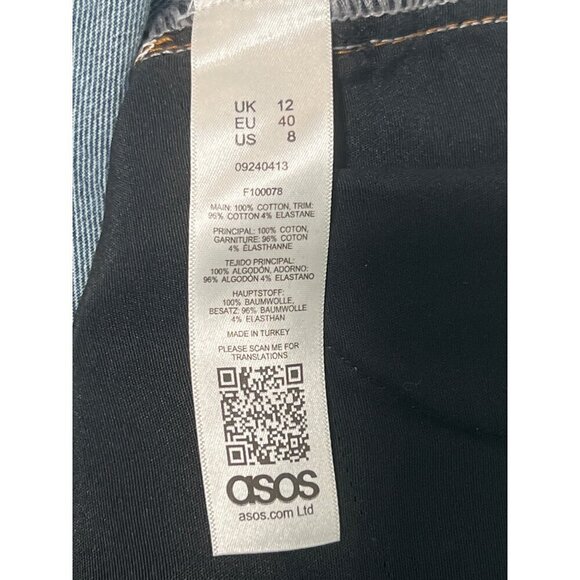 UK 12
EU 40
US 8
09240413
F100078
MAIN: 100% COTTON, TRIM:
96% COTTON 4% ELASTANE
PRINCIPAL: 100% COTON,
GARNITURE: 96% COTON
4% ÉLASTHANNE
TEJIDO PRINCIPAL:
100% ALGODÓN, ADORNO:
96% ALGODÓN 4% ELASTANO
HAUPTSTOFF:
100% BAUMWOLLE,
BESATZ: 96% BAUMWOLLE
4% ELASTHAN
MADE IN TURKEY
PLEASE SCAN ME FOR
TRANSLATIONS
asos
asos.com Ltd